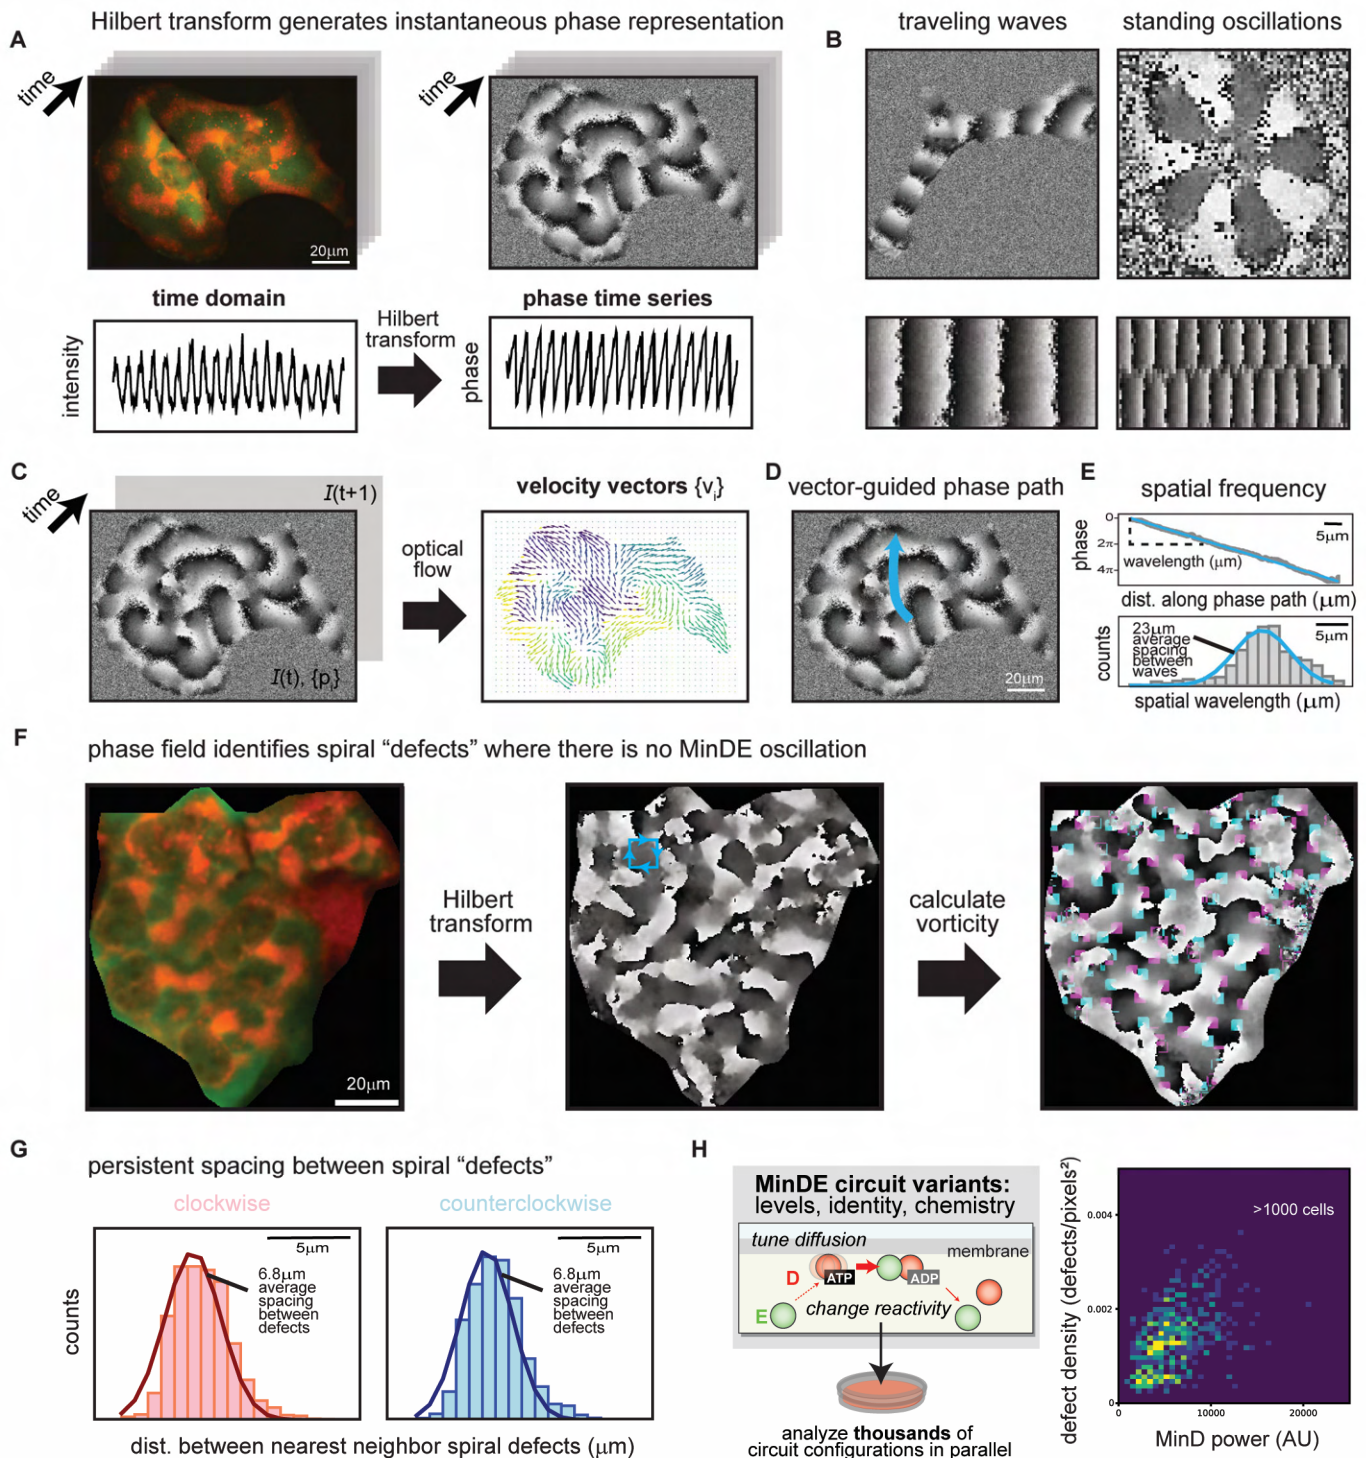 A
Hilbert transform generates instantaneous phase representation
time
20μm
time
time domain
phase time series
intensity
Hilbert
transform
phase
B
traveling waves
standing oscillations
C
time
I(t+1)
I(t), {pᵢ}
optical
flow
velocity vectors {vᵢ}
D
vector-guided phase path
20μm
E
spatial frequency
phase
0
2π
4π
5μm
wavelength (μm)
dist. along phase path (μm)
counts
23μm
average
spacing
between
waves
5μm
spatial wavelength (μm)
F
phase field identifies spiral “defects” where there is no MinDE oscillation
20μm
Hilbert
transform
calculate
vorticity
G
persistent spacing between spiral “defects”
clockwise
counterclockwise
counts
5μm
6.8μm
average
spacing
between
defects
5μm
6.8μm
average
spacing
between
defects
dist. between nearest neighbor spiral defects (μm)
H
MinDE circuit variants:
levels, identity, chemistry
tune diffusion
membrane
D
ATP
ADP
E
change reactivity
analyze thousands of
circuit configurations in parallel
defect density (defects/pixels²)
>1000 cells
0.004
0.002
0
0
10000
20000
MinD power (AU)